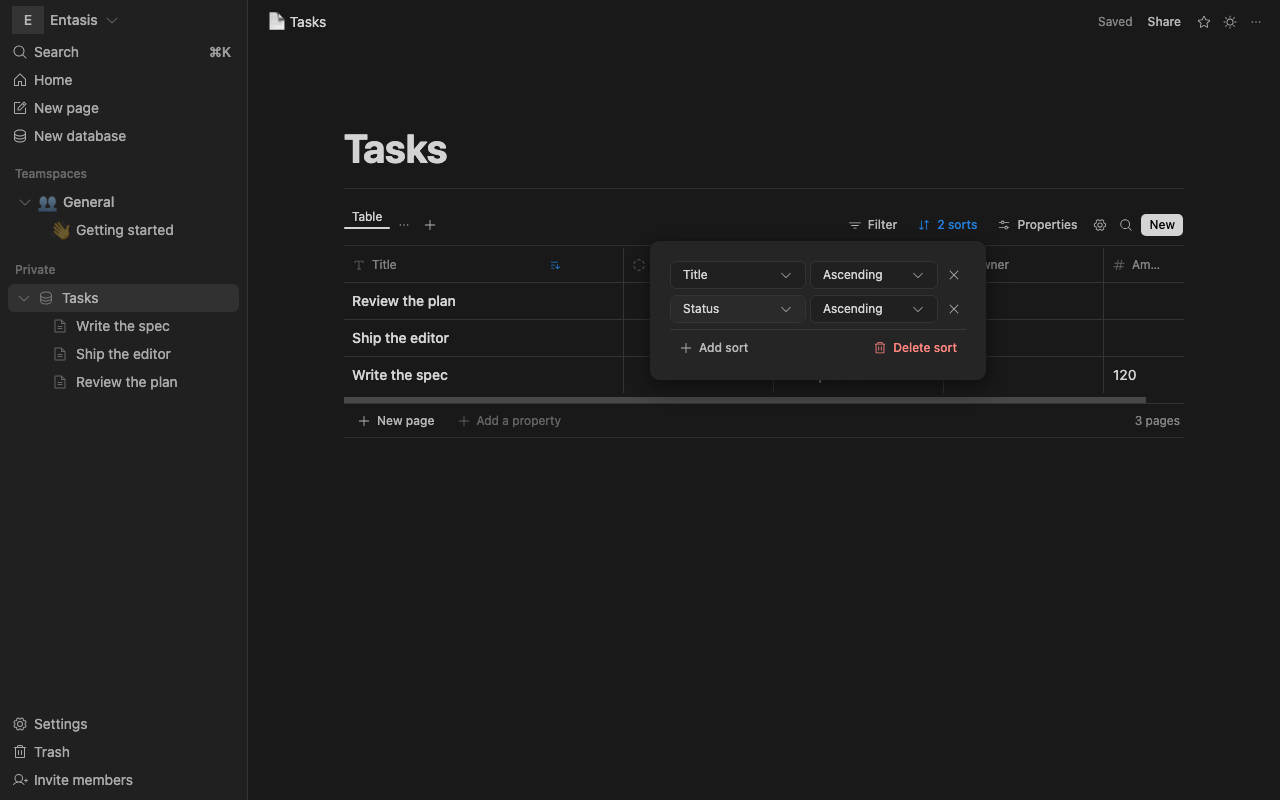 E Entasis
Search ⌘K
Home
New page
New database
Teamspaces
General
Getting started
Private
Tasks
Write the spec
Ship the editor
Review the plan
Settings
Trash
Invite members
Tasks
Saved Share
Tasks
Table
Filter 2 sorts Properties New
Title # Am...
Review the plan
Ship the editor
Write the spec 120
Title Ascending
Status Ascending
+ Add sort Delete sort
+ New page + Add a property 3 pages